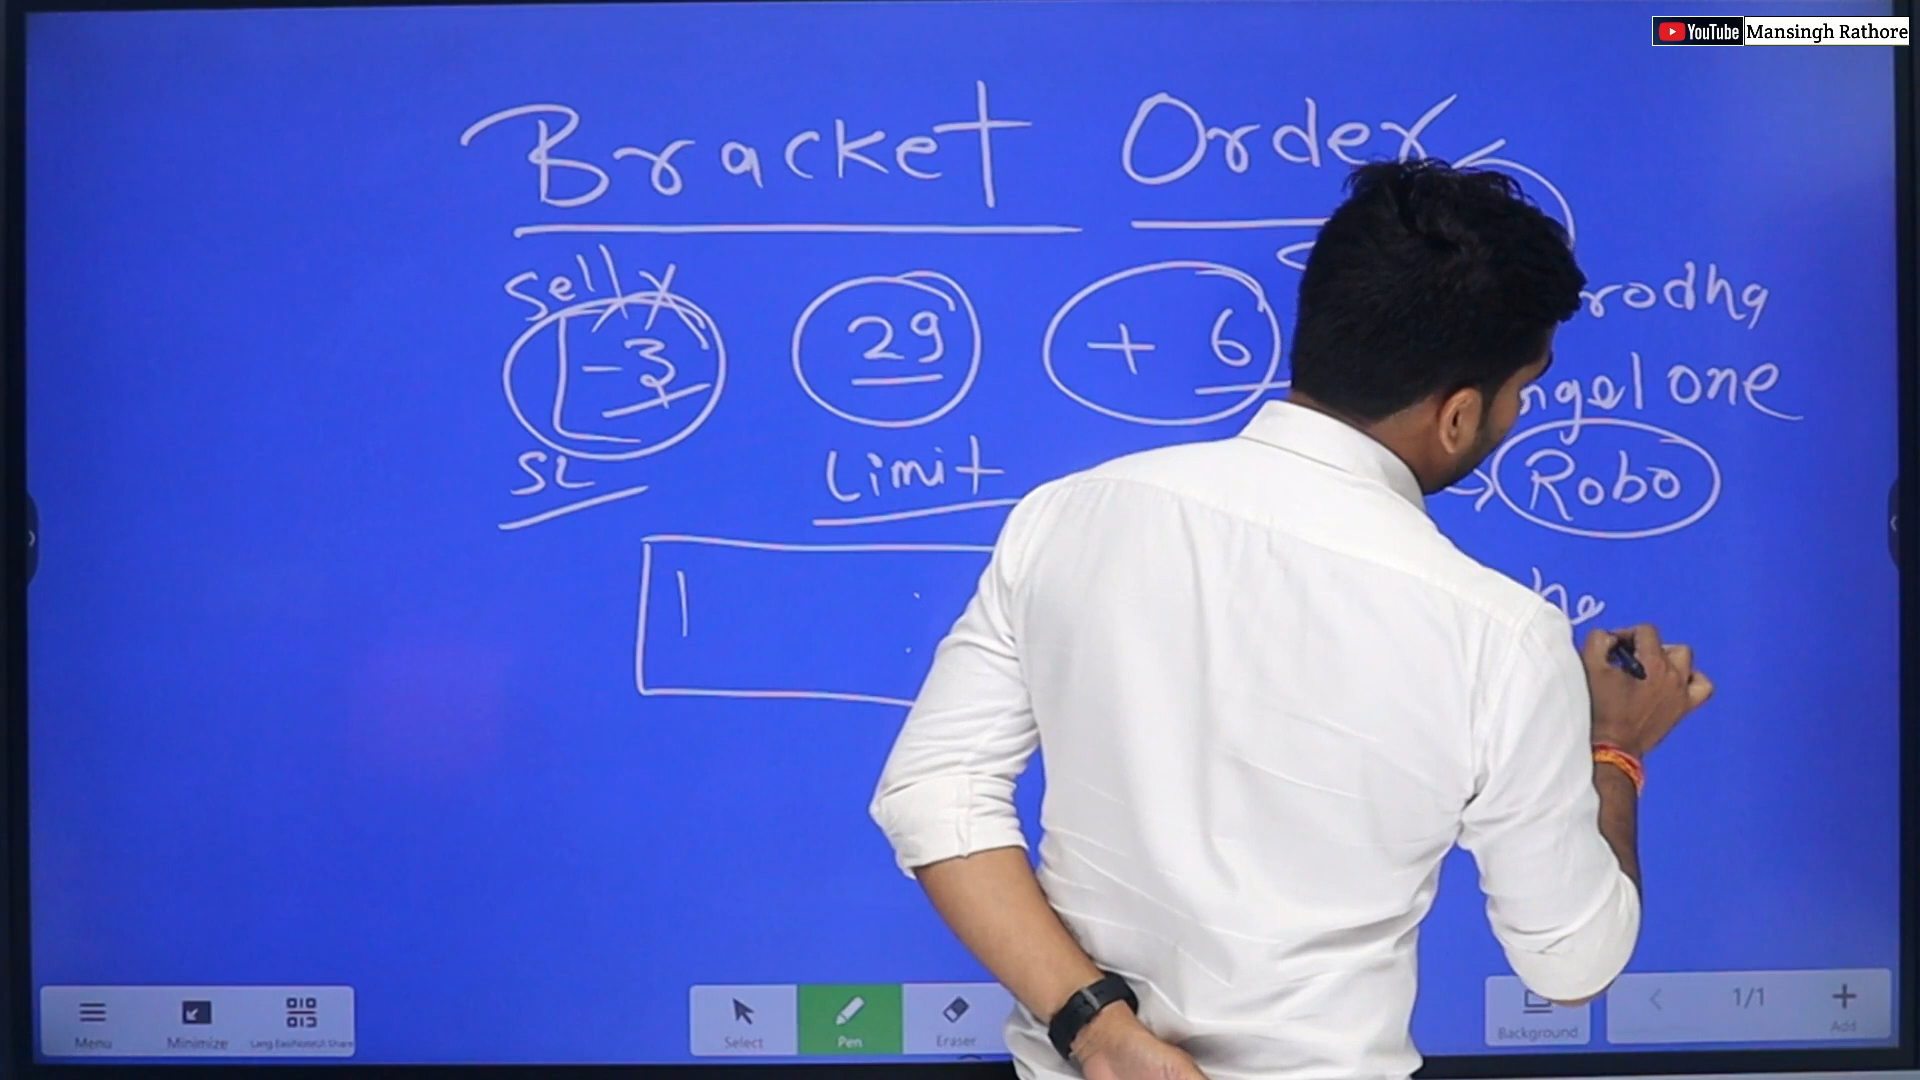 YouTube Mansingh Rathore
Bracket Order
Sell X
-3 29 + 6
rodha
ngel one
SL Limit
Robo
he
Menu Minimize Select Pen Eraser Background 1/1 Add